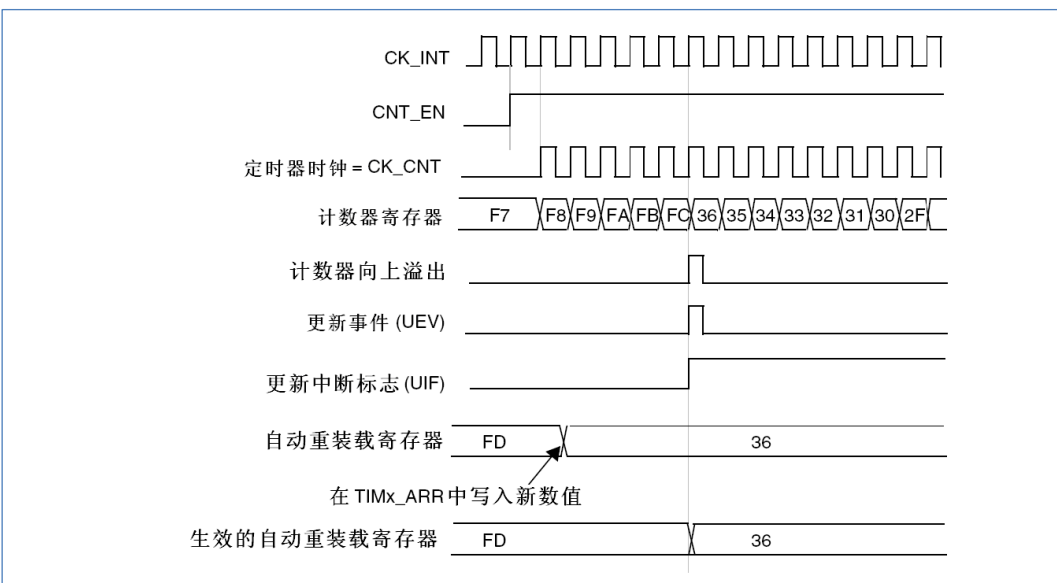 CK_INT
CNT_EN
定时器时钟 = CK_CNT
计数器寄存器 F7 F8 F9 FA FB FC 36 35 34 33 32 31 30 2F
计数器向上溢出
更新事件 (UEV)
更新中断标志 (UIF)
自动重装载寄存器 FD 36
在 TIMx_ARR 中写入新数值
生效的自动重装载寄存器 FD 36